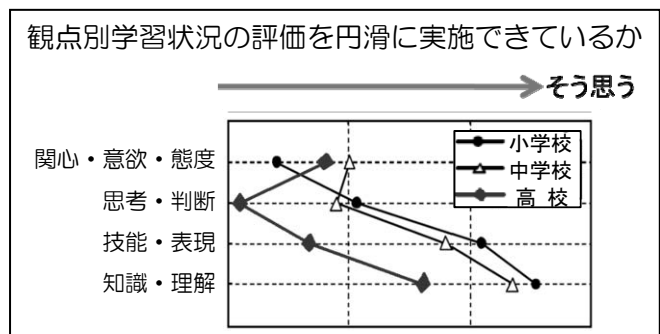 観点別学習状況の評価を円滑に実施できているか
そう思う
小学校
中学校
高 校
関心・意欲・態度
思考・判断
技能・表現
知識・理解